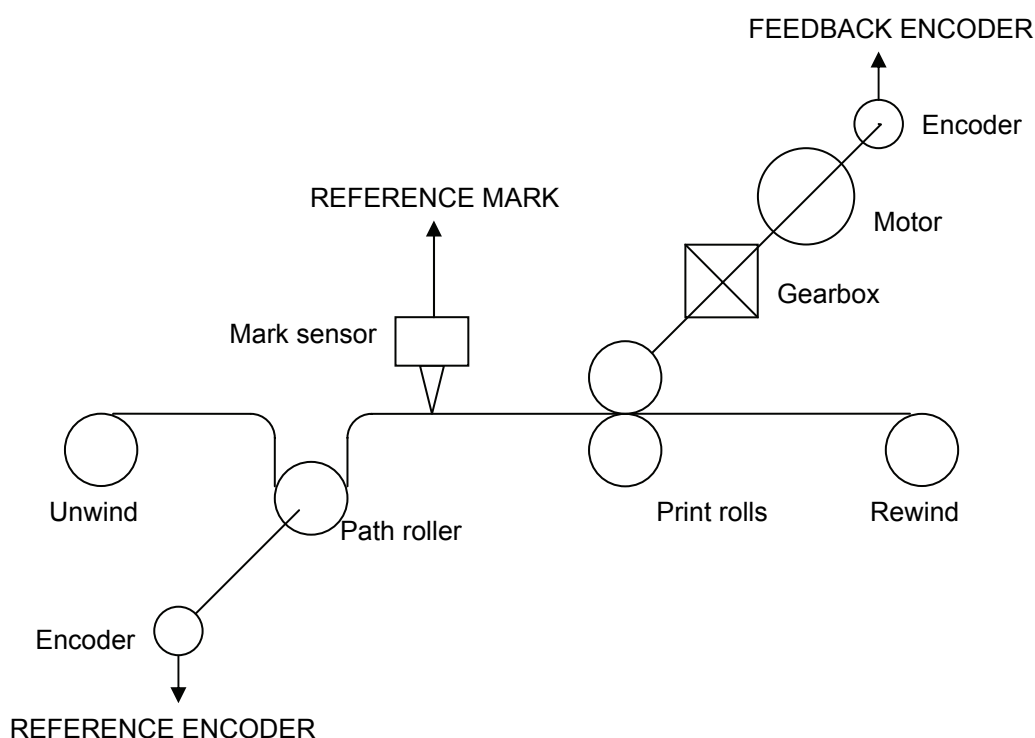 FEEDBACK ENCODER
Encoder
REFERENCE MARK
Motor
Gearbox
Mark sensor
Unwind
Path roller
Print rolls
Rewind
Encoder
REFERENCE ENCODER